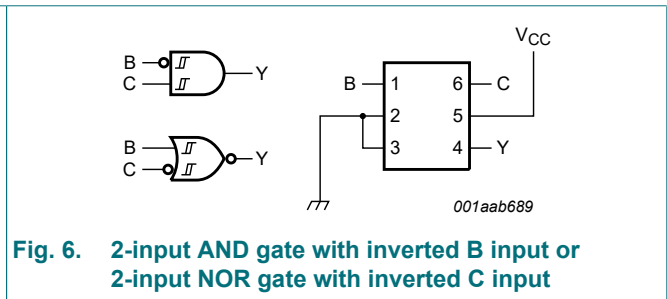 B
C
Y
B
C
Y
V_CC
B
1
6
C
2
5
3
4
Y
001aab689
Fig. 6. 2-input AND gate with inverted B input or
2-input NOR gate with inverted C input